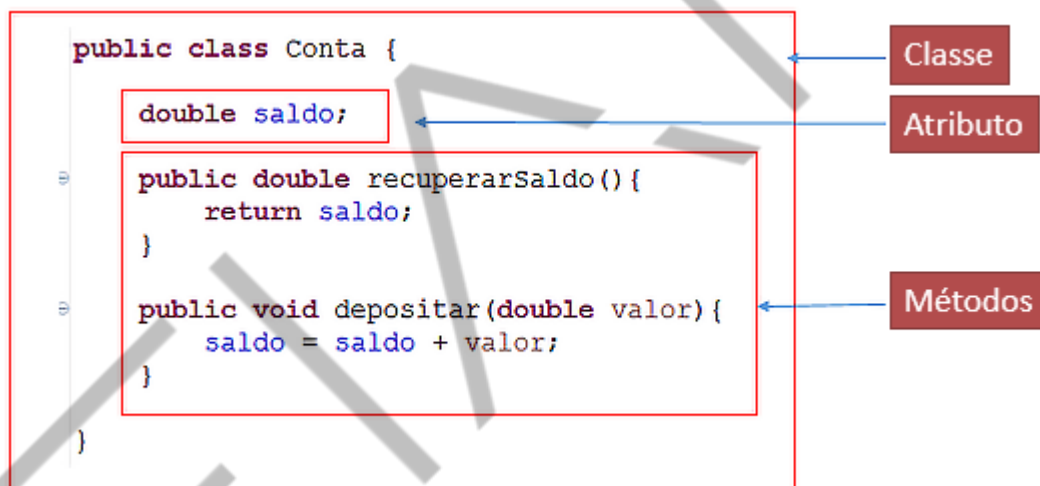 public class Conta {
Classe
double saldo;
Atributo
public double recuperarSaldo(){
return saldo;
}
public void depositar(double valor){
Métodos
saldo = saldo + valor;
}
}